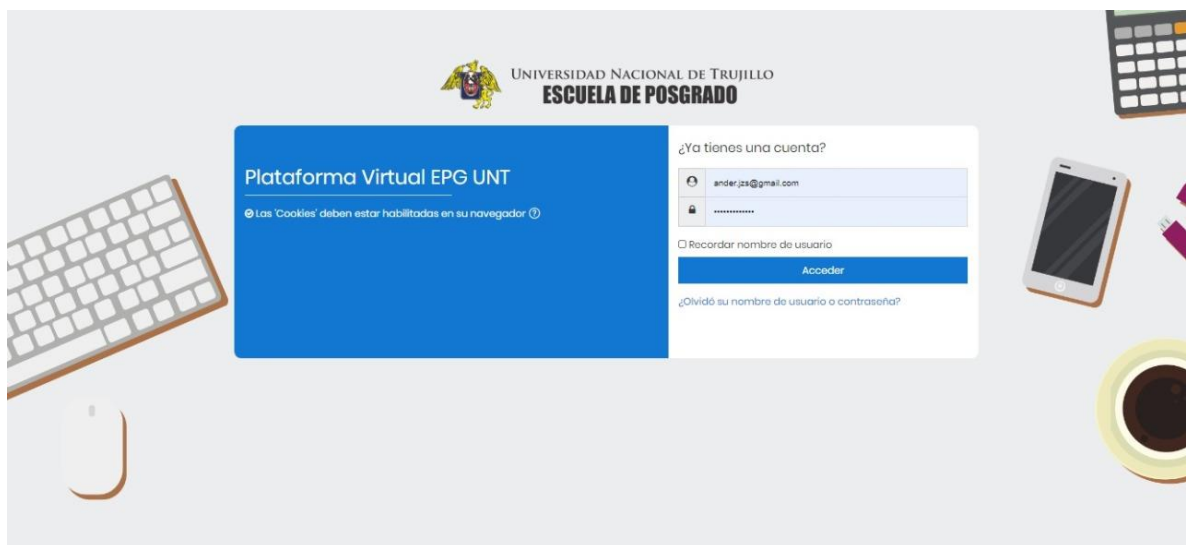 UNIVERSIDAD NACIONAL DE TRUJILLO
ESCUELA DE POSGRADO
Plataforma Virtual EPG UNT
Las 'Cookies' deben estar habilitadas en su navegador
¿Ya tienes una cuenta?
ander.jzs@gmail.com
•••••••••••••
Recordar nombre de usuario
Acceder
¿Olvidó su nombre de usuario o contraseña?